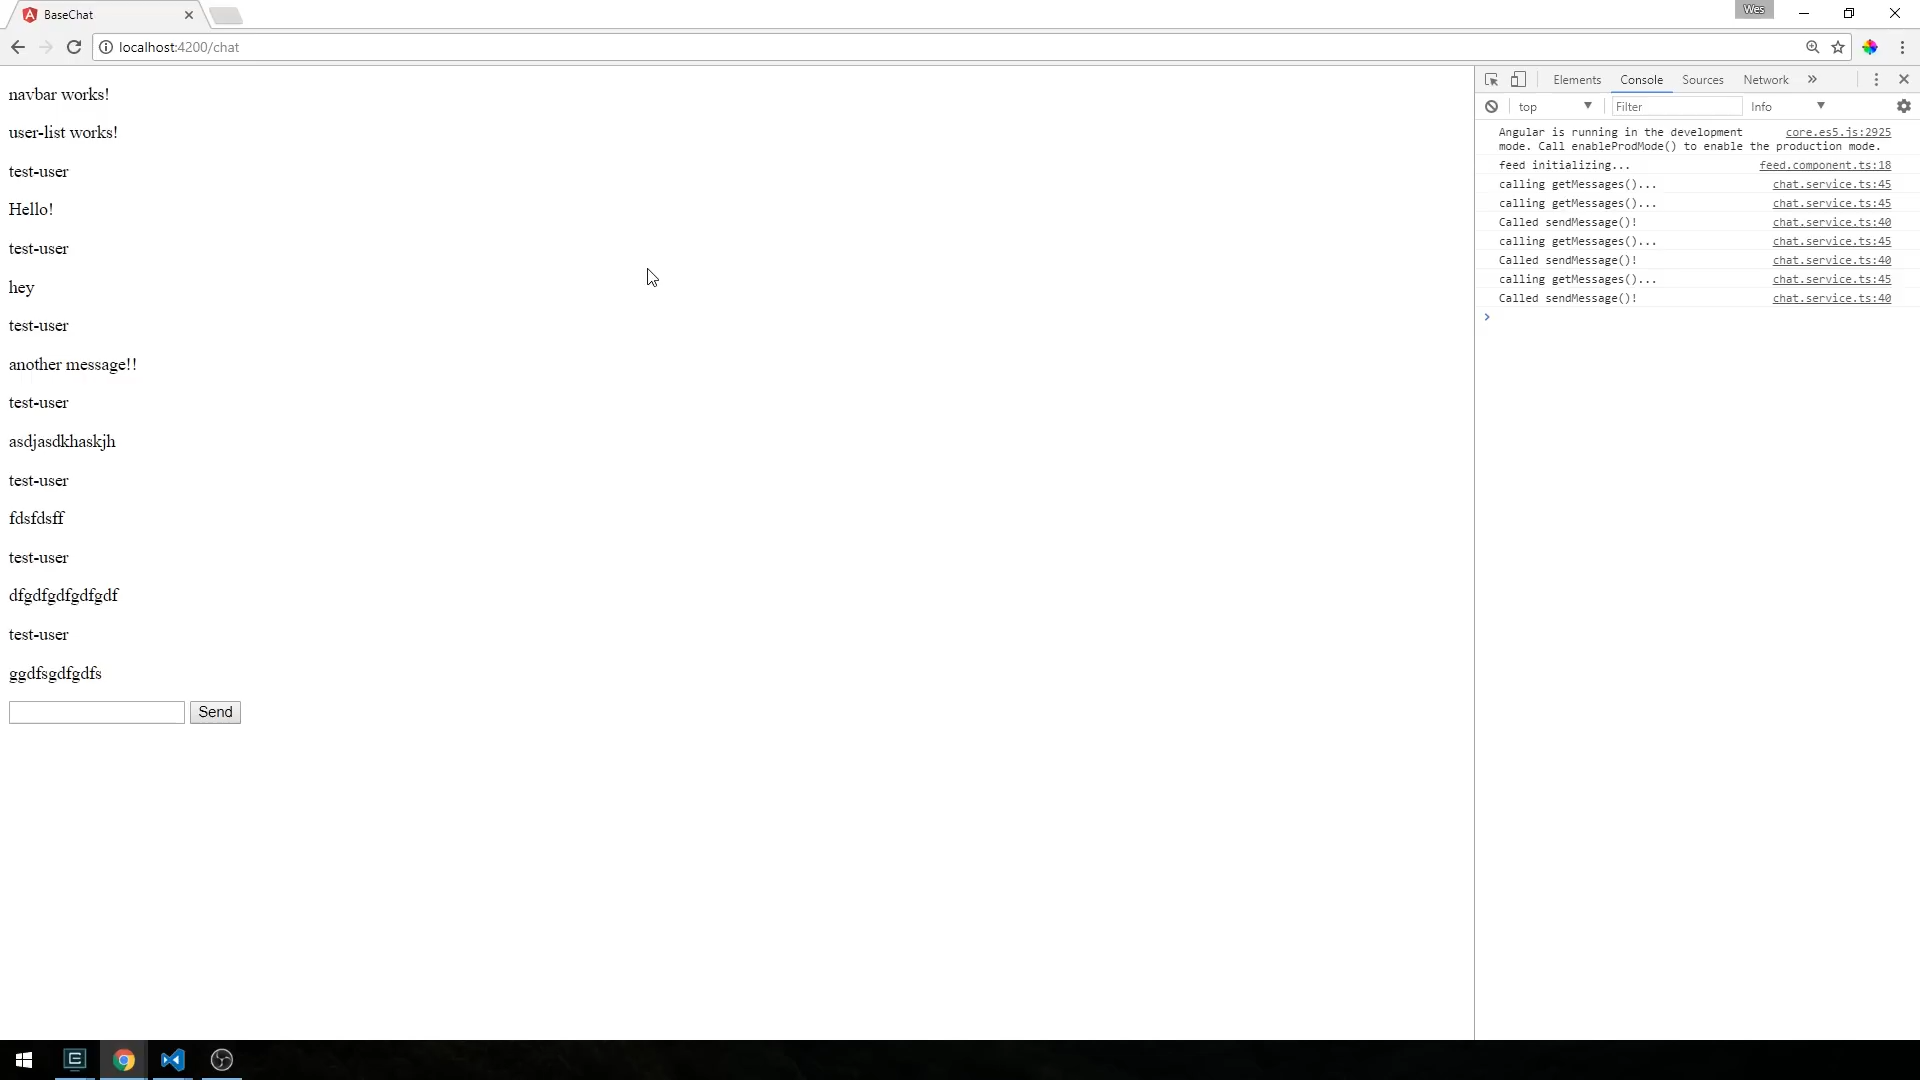 BaseChat
Wes
localhost:4200/chat
navbar works!
user-list works!
test-user
Hello!
test-user
hey
test-user
another message!!
test-user
asdjasdkhaskjh
test-user
fdsfdsff
test-user
dfgdfgdfgdfgdf
test-user
ggdfsgdfgdfs
Send
Elements Console Sources Network »
top Filter Info
Angular is running in the development core.es5.js:2925
mode. Call enableProdMode() to enable the production mode.
feed initializing... feed.component.ts:18
calling getMessages()... chat.service.ts:45
calling getMessages()... chat.service.ts:45
Called sendMessage()! chat.service.ts:40
calling getMessages()... chat.service.ts:45
Called sendMessage()! chat.service.ts:40
calling getMessages()... chat.service.ts:45
Called sendMessage()! chat.service.ts:40